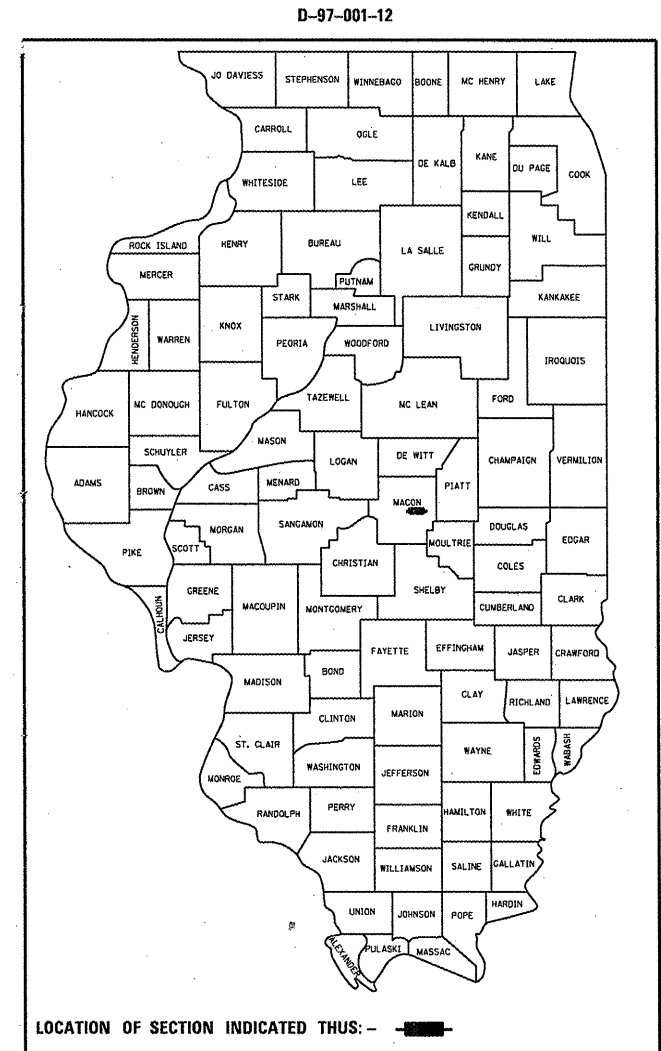 D-97-001-12
JO DAVIESS STEPHENSON WINNEBAGO BOONE MC HENRY LAKE
CARROLL OGLE
DE KALB KANE DU PAGE COOK
WHITESIDE LEE
KENDALL
ROCK ISLAND HENRY BUREAU LA SALLE WILL
GRUNDY
MERCER PUTNAM
STARK MARSHALL KANKAKEE
HENDERSON WARREN KNOX PEORIA WOODFORD LIVINGSTON
IROQUOIS
HANCOCK MC DONOUGH FULTON TAZEWELL MC LEAN FORD
MASON
SCHUYLER LOGAN DE WITT CHAMPAIGN VERMILION
ADAMS BROWN CASS MENARD PIATT
MACON
MORGAN SANGAMON DOUGLAS
PIKE SCOTT MOULTRIE EDGAR
CHRISTIAN COLES
GREENE SHELBY
CALHOUN MACOUPIN MONTGOMERY CUMBERLAND CLARK
JERSEY
FAYETTE EFFINGHAM JASPER CRAWFORD
MADISON BOND
CLAY RICHLAND LAWRENCE
CLINTON MARION
ST. CLAIR WAYNE EDWARDS WABASH
WASHINGTON JEFFERSON
MONROE
RANDOLPH PERRY HAMILTON WHITE
FRANKLIN
JACKSON WILLIAMSON SALINE GALLATIN
UNION JOHNSON POPE HARDIN
ALEXANDER PULASKI MASSAC
LOCATION OF SECTION INDICATED THUS: -